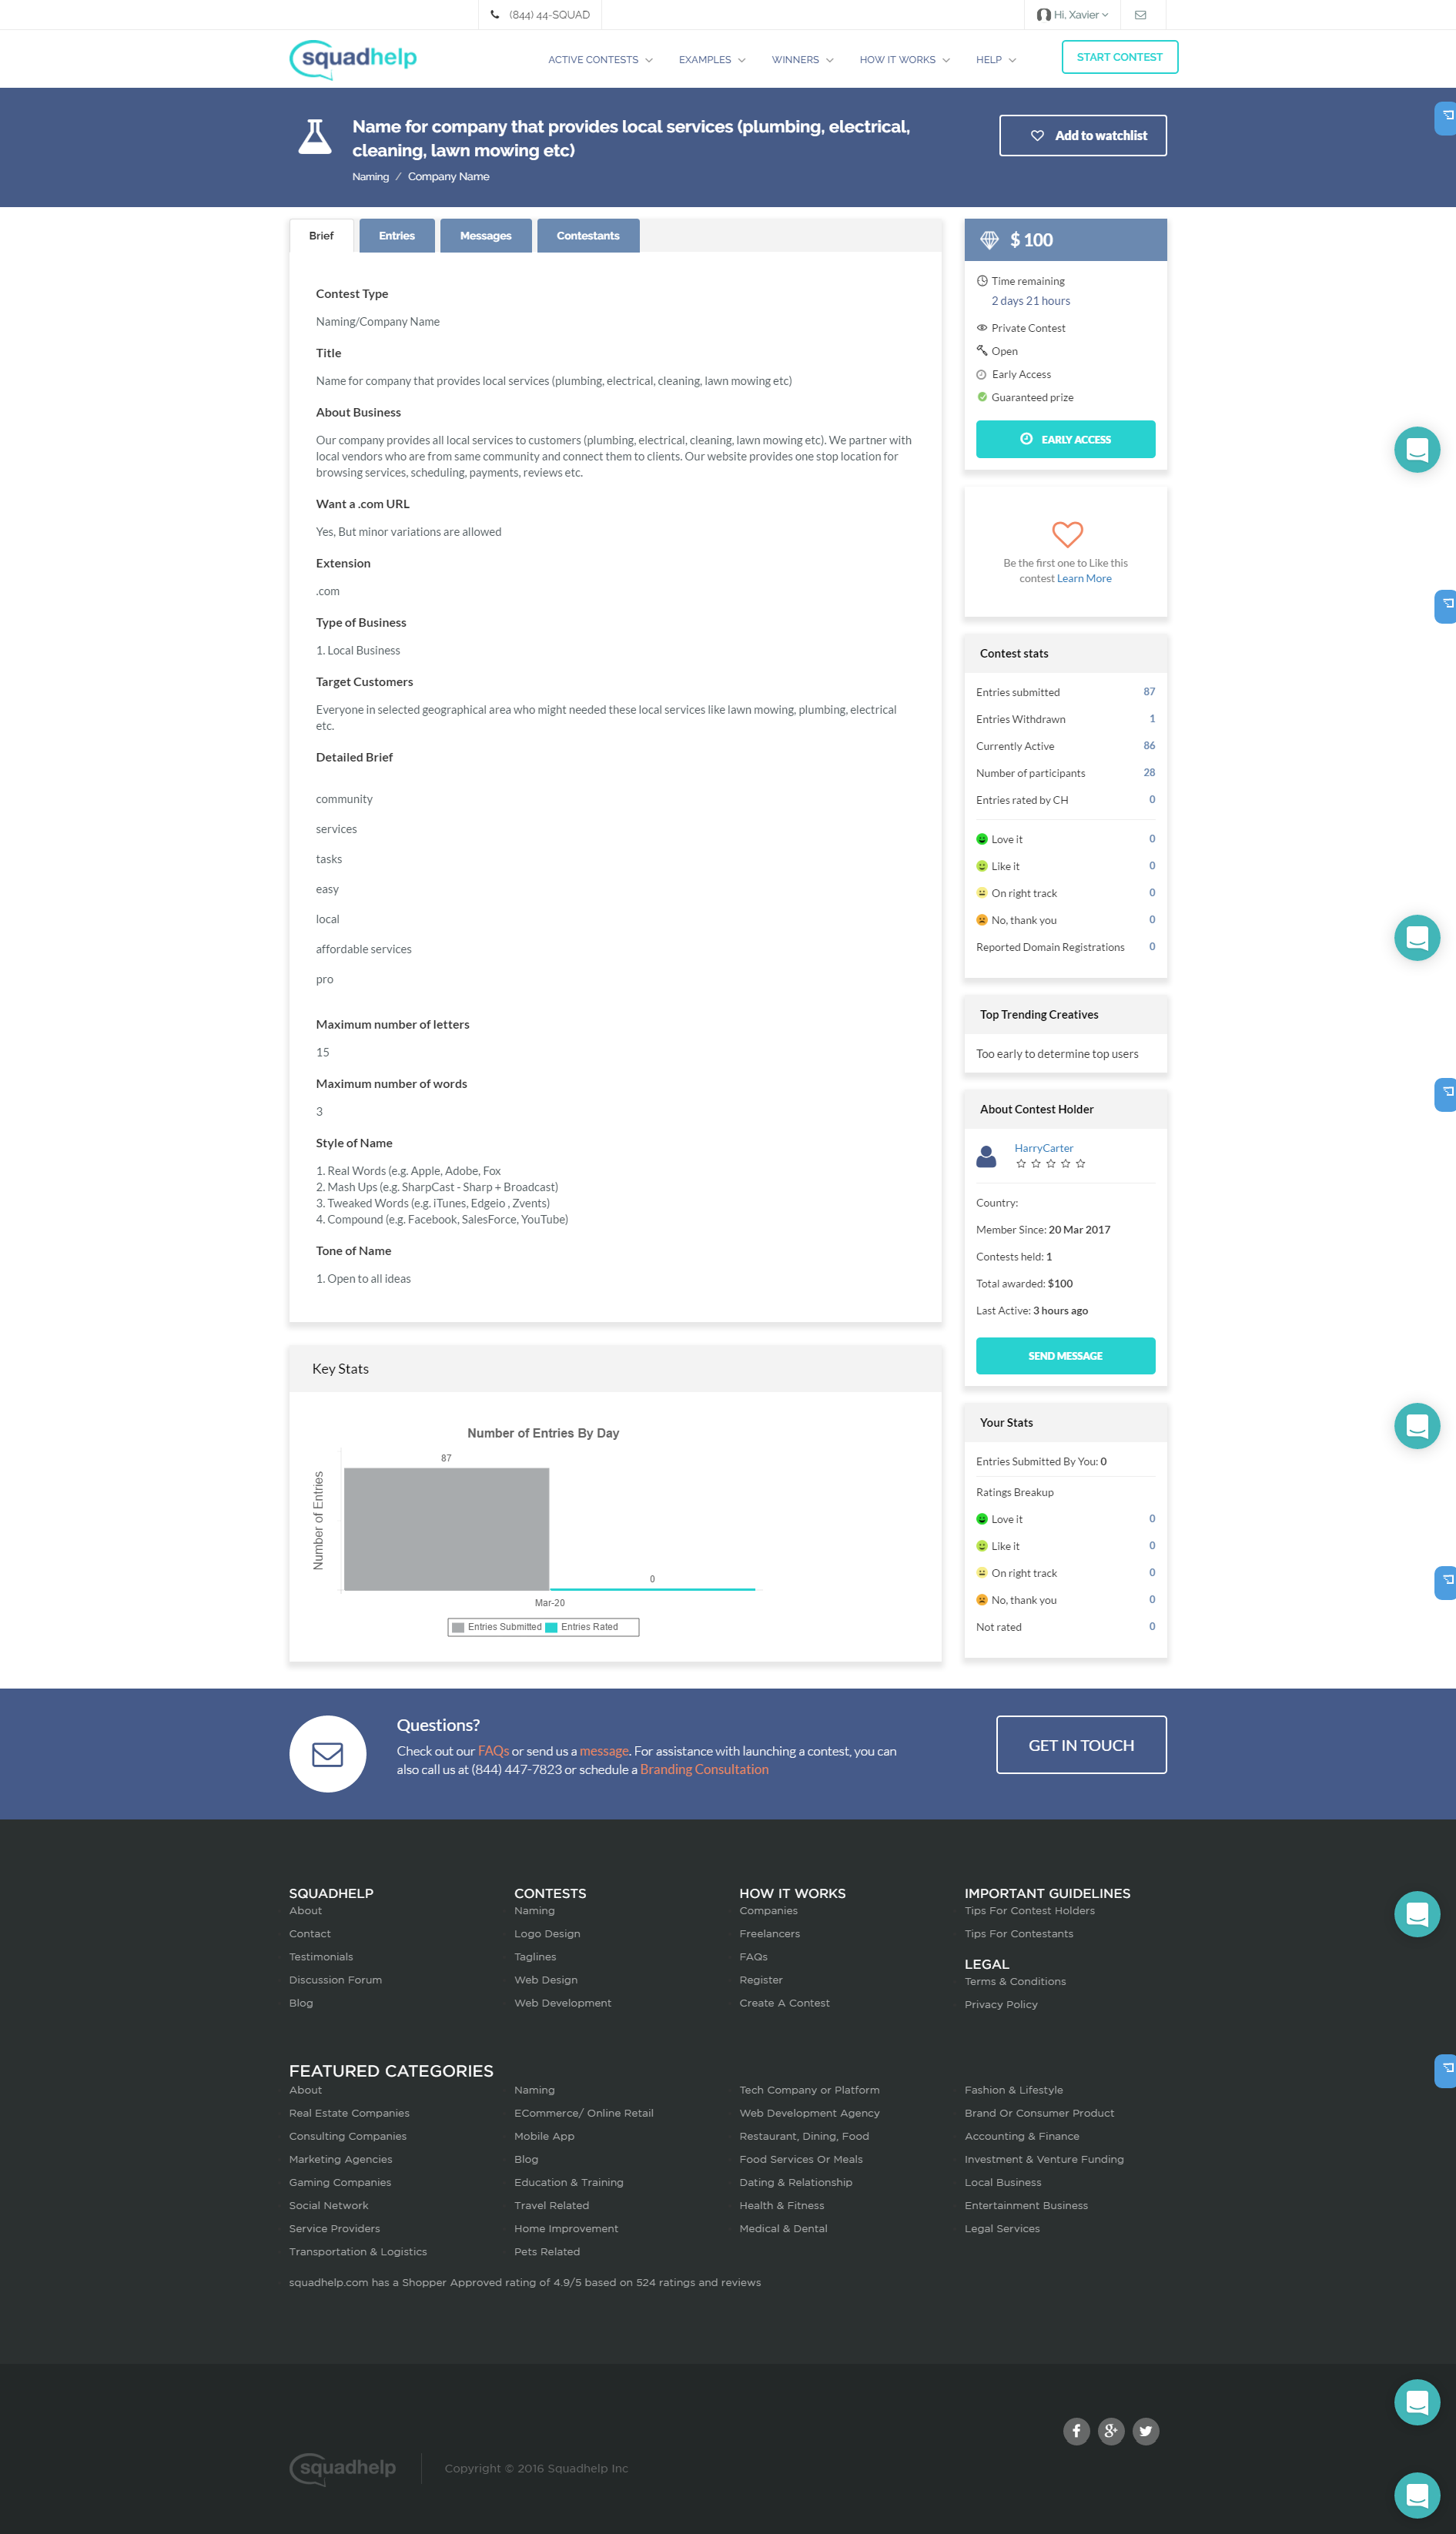 (844) 44-SQUAD
Hi, Xavier
squadhelp
ACTIVE CONTESTS
EXAMPLES
WINNERS
HOW IT WORKS
HELP
START CONTEST
Name for company that provides local services (plumbing, electrical,
cleaning, lawn mowing etc)
Naming / Company Name
Add to watchlist
Brief
Entries
Messages
Contestants
Contest Type
Naming/Company Name
Title
Name for company that provides local services (plumbing, electrical, cleaning, lawn mowing etc)
About Business
Our company provides all local services to customers (plumbing, electrical, cleaning, lawn mowing etc). We partner with
local vendors who are from same community and connect them to clients. Our website provides one stop location for
browsing services, scheduling, payments, reviews etc.
Want a .com URL
Yes, But minor variations are allowed
Extension
.com
Type of Business
1. Local Business
Target Customers
Everyone in selected geographical area who might needed these local services like lawn mowing, plumbing, electrical
etc.
Detailed Brief
community
services
tasks
easy
local
affordable services
pro
Maximum number of letters
15
Maximum number of words
3
Style of Name
1. Real Words (e.g. Apple, Adobe, Fox
2. Mash Ups (e.g. SharpCast - Sharp + Broadcast)
3. Tweaked Words (e.g. iTunes, Edgeio , Zvents)
4. Compound (e.g. Facebook, SalesForce, YouTube)
Tone of Name
1. Open to all ideas
Key Stats
Number of Entries By Day
Number of Entries
87
0
Mar-20
Entries Submitted
Entries Rated
$ 100
Time remaining
2 days 21 hours
Private Contest
Open
Early Access
Guaranteed prize
EARLY ACCESS
Be the first one to Like this
contest Learn More
Contest stats
Entries submitted 87
Entries Withdrawn 1
Currently Active 86
Number of participants 28
Entries rated by CH 0
Love it 0
Like it 0
On right track 0
No, thank you 0
Reported Domain Registrations 0
Top Trending Creatives
Too early to determine top users
About Contest Holder
HarryCarter
Country:
Member Since: 20 Mar 2017
Contests held: 1
Total awarded: $100
Last Active: 3 hours ago
SEND MESSAGE
Your Stats
Entries Submitted By You: 0
Ratings Breakup
Love it 0
Like it 0
On right track 0
No, thank you 0
Not rated 0
Questions?
Check out our FAQs or send us a message. For assistance with launching a contest, you can
also call us at (844) 447-7823 or schedule a Branding Consultation
GET IN TOUCH
SQUADHELP
About
Contact
Testimonials
Discussion Forum
Blog
CONTESTS
Naming
Logo Design
Taglines
Web Design
Web Development
HOW IT WORKS
Companies
Freelancers
FAQs
Register
Create A Contest
IMPORTANT GUIDELINES
Tips For Contest Holders
Tips For Contestants
LEGAL
Terms & Conditions
Privacy Policy
FEATURED CATEGORIES
About
Real Estate Companies
Consulting Companies
Marketing Agencies
Gaming Companies
Social Network
Service Providers
Transportation & Logistics
Naming
ECommerce/ Online Retail
Mobile App
Blog
Education & Training
Travel Related
Home Improvement
Pets Related
Tech Company or Platform
Web Development Agency
Restaurant, Dining, Food
Food Services Or Meals
Dating & Relationship
Health & Fitness
Medical & Dental
Fashion & Lifestyle
Brand Or Consumer Product
Accounting & Finance
Investment & Venture Funding
Local Business
Entertainment Business
Legal Services
squadhelp.com has a Shopper Approved rating of 4.9/5 based on 524 ratings and reviews
squadhelp
Copyright © 2016 Squadhelp Inc